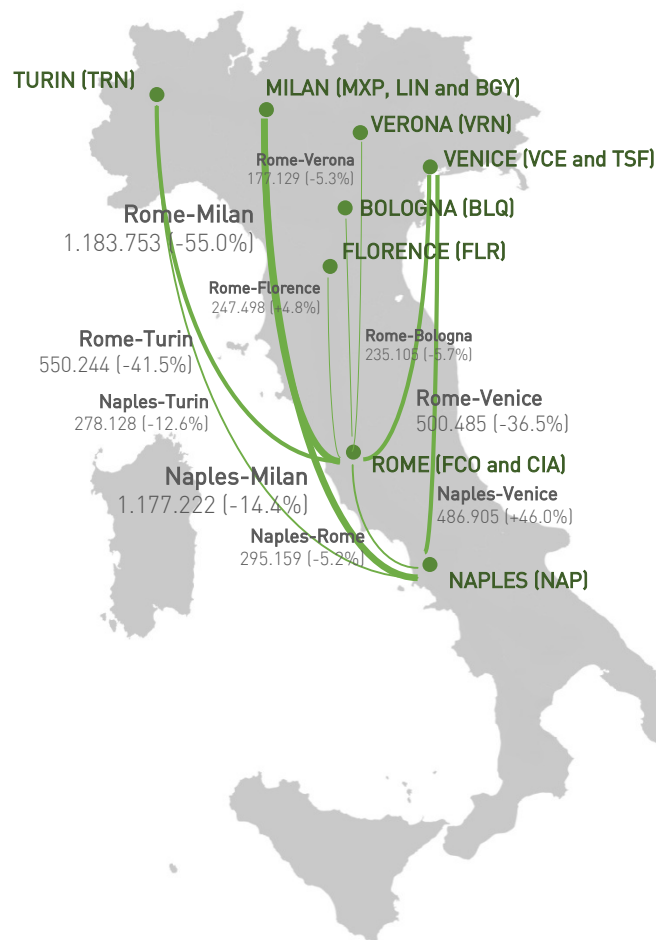 TURIN (TRN)
MILAN (MXP, LIN and BGY)
VERONA (VRN)
Rome-Verona
177.129 (-5.3%)
VENICE (VCE and TSF)
Rome-Milan
1.183.753 (-55.0%)
BOLOGNA (BLQ)
FLORENCE (FLR)
Rome-Florence
247.498 (+4.8%)
Rome-Turin
550.244 (-41.5%)
Rome-Bologna
235.105 (-5.7%)
Naples-Turin
278.128 (-12.6%)
Rome-Venice
500.485 (-36.5%)
ROME (FCO and CIA)
Naples-Milan
1.177.222 (-14.4%)
Naples-Venice
486.905 (+46.0%)
Naples-Rome
295.159 (-5.2%)
NAPLES (NAP)